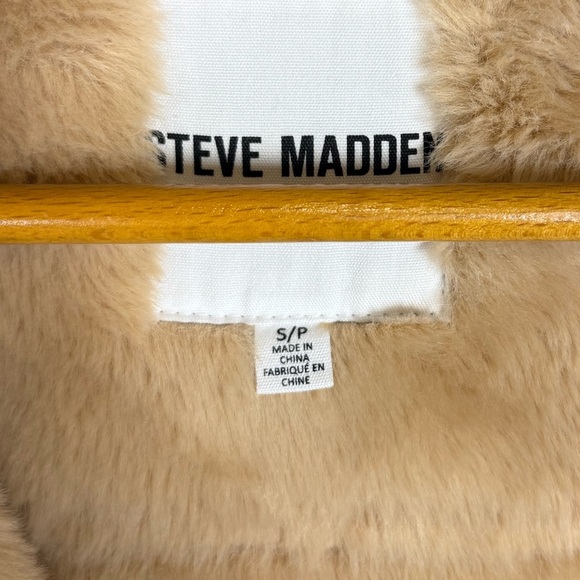 STEVE MADDEN
S/P
MADE IN
CHINA
FABRIQUÉ EN
CHINE